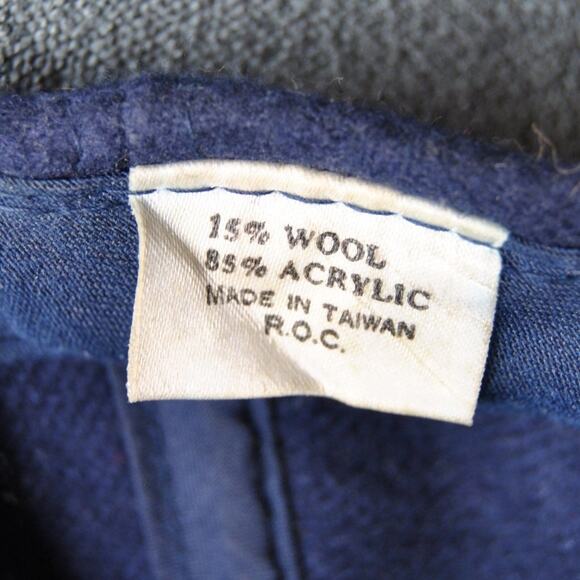 15% WOOL
85% ACRYLIC
MADE IN TAIWAN
R.O.C.